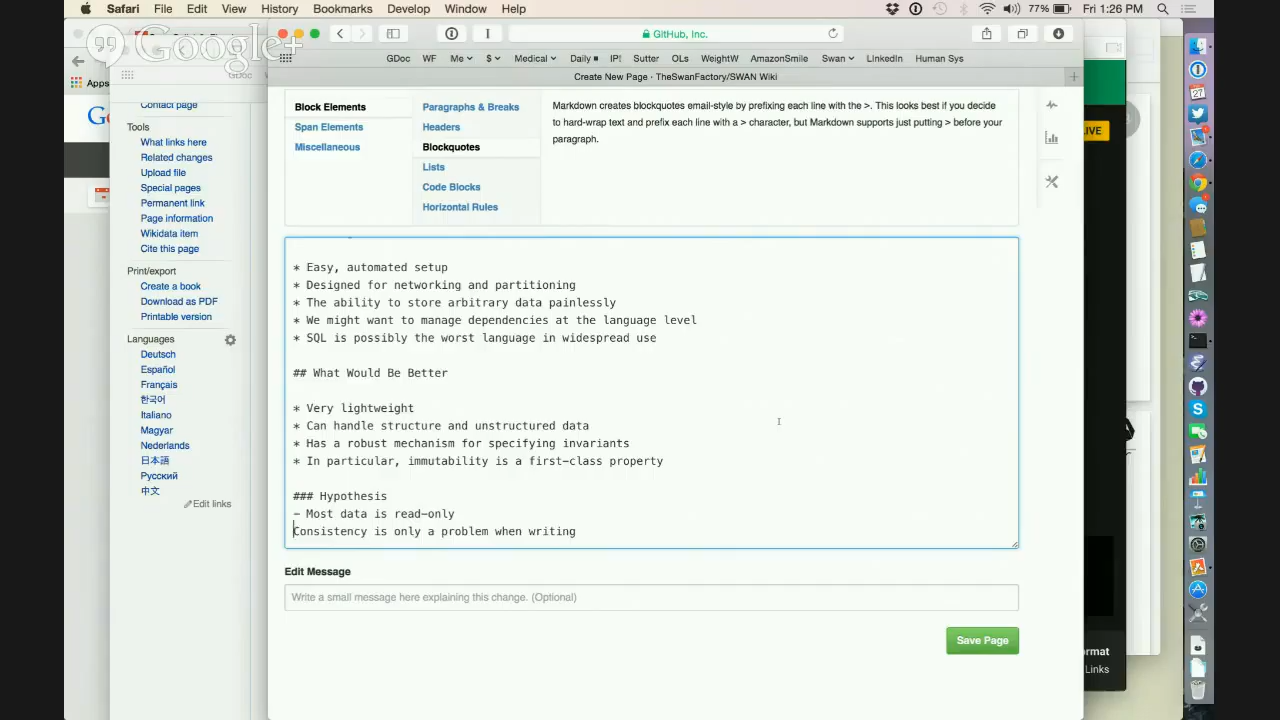 Safari File Edit View History Bookmarks Develop Window Help
77% Fri 1:26 PM
Google+
GitHub, Inc.
GDoc WF Me $ Medical Daily IP! Sutter OLs WeightW AmazonSmile Swan LinkedIn Human Sys
Create New Page · TheSwanFactory/SWAN Wiki
Apps
GDoc
Contact page
Tools
What links here
Related changes
Upload file
Special pages
Permanent link
Page information
Wikidata item
Cite this page
Print/export
Create a book
Download as PDF
Printable version
Languages
Deutsch
Español
Français
한국어
Italiano
Magyar
Nederlands
日本語
Русский
中文
Edit links
Block Elements
Span Elements
Miscellaneous
Paragraphs & Breaks
Headers
Blockquotes
Lists
Code Blocks
Horizontal Rules
Markdown creates blockquotes email-style by prefixing each line with the >. This looks best if you decide
to hard-wrap text and prefix each line with a > character, but Markdown supports just putting > before your
paragraph.
* Easy, automated setup
* Designed for networking and partitioning
* The ability to store arbitrary data painlessly
* We might want to manage dependencies at the language level
* SQL is possibly the worst language in widespread use
## What Would Be Better
* Very lightweight
* Can handle structure and unstructured data
* Has a robust mechanism for specifying invariants
* In particular, immutability is a first-class property
### Hypothesis
- Most data is read-only
Consistency is only a problem when writing
Edit Message
Write a small message here explaining this change. (Optional)
Save Page
Links